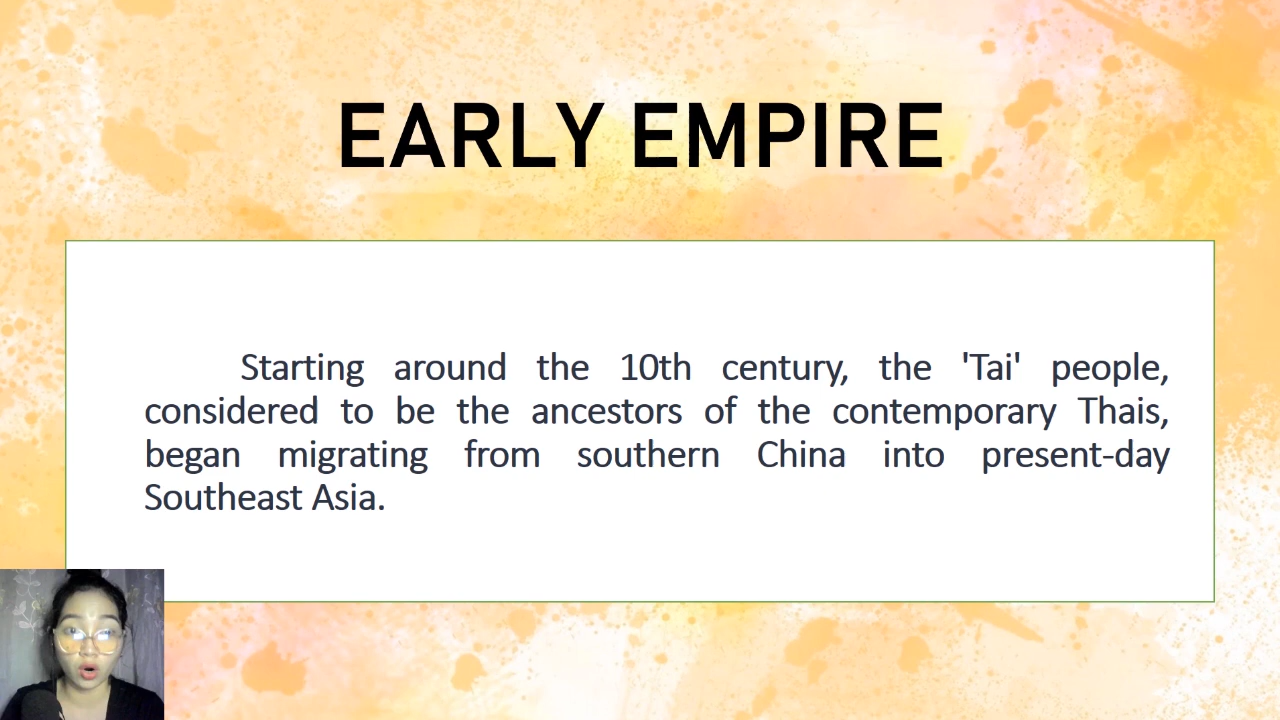 EARLY EMPIRE
Starting around the 10th century, the 'Tai' people,
considered to be the ancestors of the contemporary Thais,
began migrating from southern China into present-day
Southeast Asia.